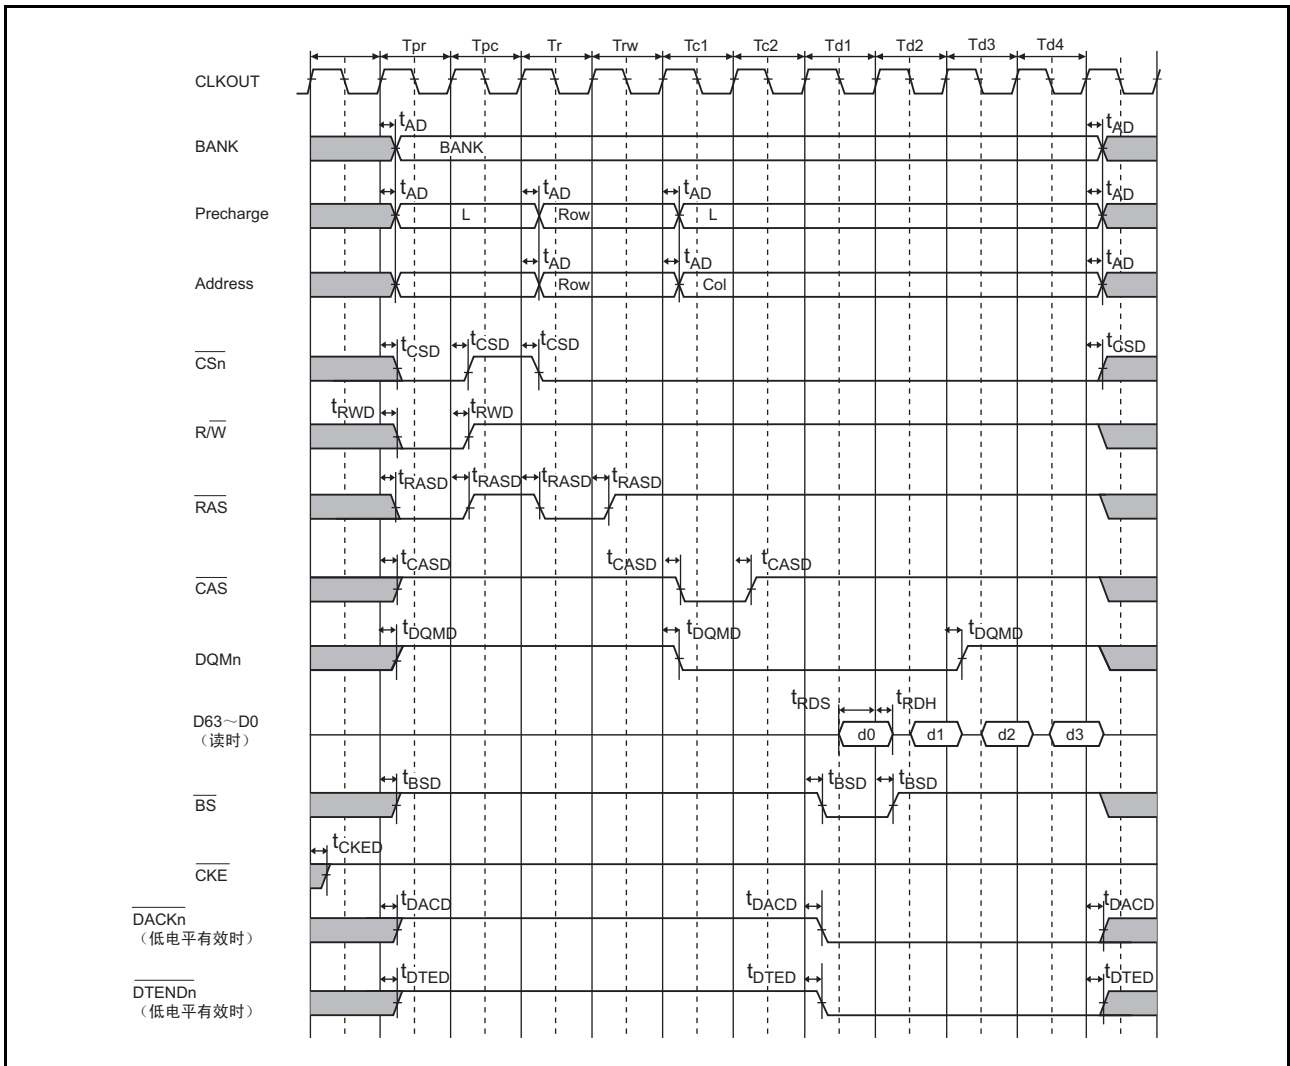 Tpr Tpc Tr Trw Tc1 Tc2 Td1 Td2 Td3 Td4
CLKOUT
tAD tAD
BANK BANK
tAD tAD tAD tAD
Precharge L Row L
tAD tAD tAD
Address Row Col
tCSD tCSD tCSD tCSD
CSn
tRWD tRWD
R/W
tRASD tRASD tRASD tRASD
RAS
tCASD tCASD tCASD
CAS
tDQMD tDQMD tDQMD
DQMn
tRDS tRDH
D63～D0
（读时） d0 d1 d2 d3
tBSD tBSD tBSD
BS
tCKED
CKE
tDACD tDACD tDACD
DACKn
（低电平有效时）
tDTED tDTED tDTED
DTENDn
（低电平有效时）